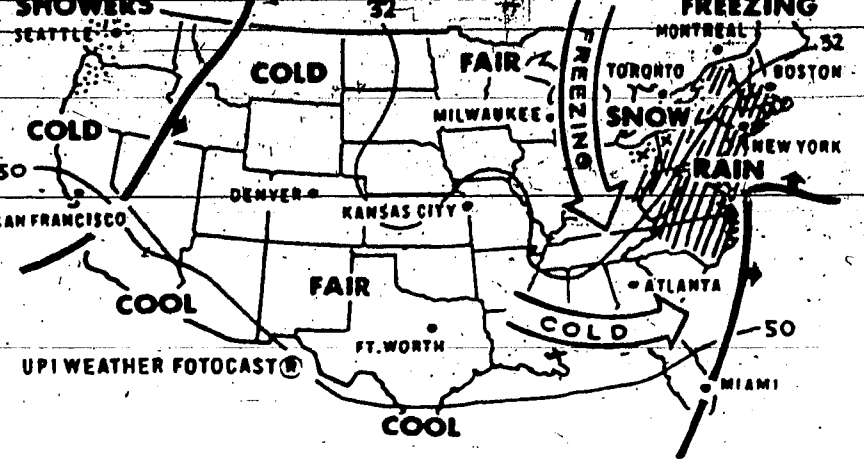 SHOWERS
32
FREEZING
SEATTLE
MONTREAL
32
COLD
FAIR
FREEZING
TORONTO
BOSTON
COLD
MILWAUKEE
SNOW
NEW YORK
RAIN
DENVER
KANSAS CITY
SAN FRANCISCO
FAIR
ATLANTA
COOL
COLD
50
FT. WORTH
UPI WEATHER FOTOCAST ®
MIAMI
COOL